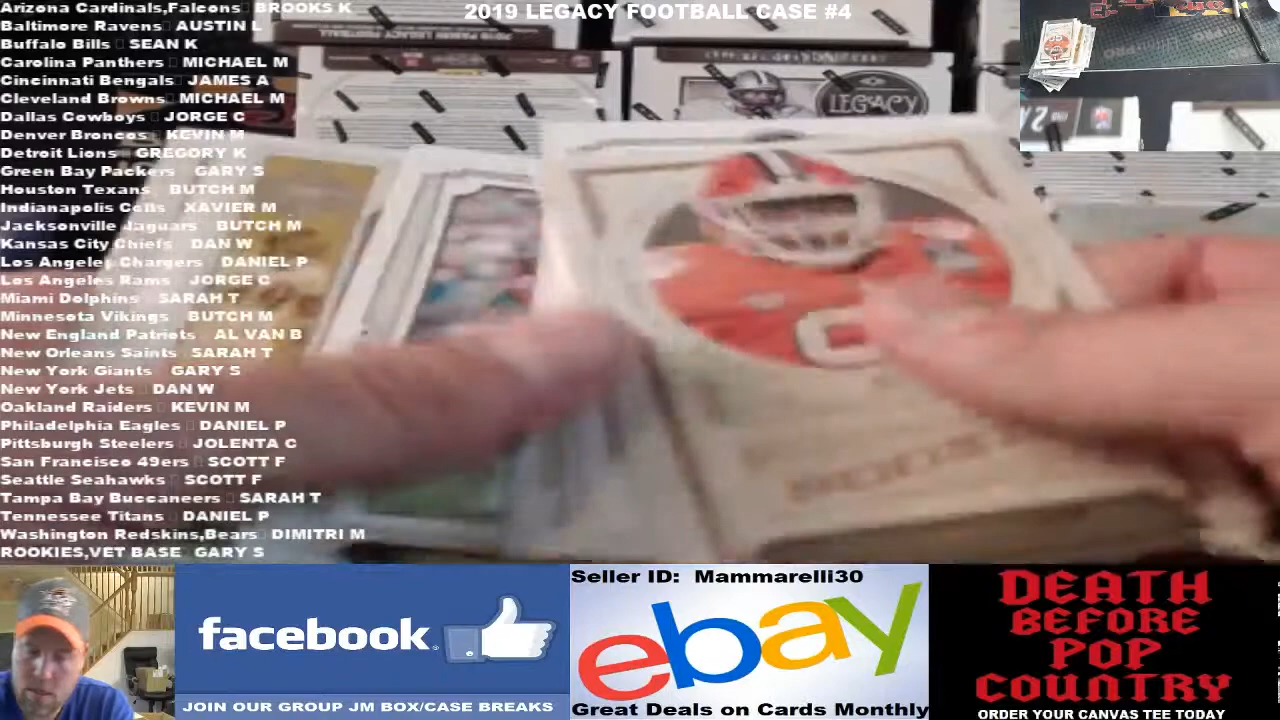 2019 LEGACY FOOTBALL CASE #4
Arizona Cardinals,Falcons BROOKS K
Baltimore Ravens AUSTIN L
Buffalo Bills SEAN K
Carolina Panthers MICHAEL M
Cincinnati Bengals JAMES A
Cleveland Browns MICHAEL M
Dallas Cowboys JORGE C
Denver Broncos KEVIN M
Detroit Lions GREGORY K
Green Bay Packers GARY S
Houston Texans BUTCH M
Indianapolis Colts XAVIER M
Jacksonville Jaguars BUTCH M
Kansas City Chiefs DAN W
Los Angeles Chargers DANIEL P
Los Angeles Rams JORGE C
Miami Dolphins SARAH T
Minnesota Vikings BUTCH M
New England Patriots AL VAN B
New Orleans Saints SARAH T
New York Giants GARY S
New York Jets DAN W
Oakland Raiders KEVIN M
Philadelphia Eagles DANIEL P
Pittsburgh Steelers JOLENTA C
San Francisco 49ers SCOTT F
Seattle Seahawks SCOTT F
Tampa Bay Buccaneers SARAH T
Tennessee Titans DANIEL P
Washington Redskins,Bears DIMITRI M
ROOKIES,VET BASE GARY S
LEGACY
facebook
JOIN OUR GROUP JM BOX/CASE BREAKS
Seller ID: Mammarelli30
ebay
Great Deals on Cards Monthly
DEATH
BEFORE
POP
COUNTRY
ORDER YOUR CANVAS TEE TODAY